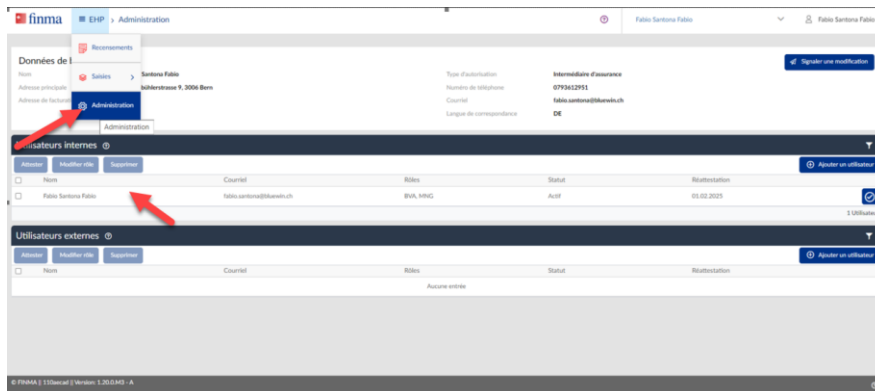 finma EHP > Administration Fabio Santona Fabio Fabio Santona Fabio
Recensements
Saisies >
Administration
Administration
Données de
Signaler une modification
Nom Santona Fabio
Adresse principale bühlerstrasse 9, 3006 Bern
Adresse de facturat
Type d'autorisation Intermédiaire d'assurance
Numéro de téléphone 0793612951
Courriel fabio.santona@bluewin.ch
Langue de correspondance DE
Utilisateurs internes
Attester Modifier rôle Supprimer Ajouter un utilisateur
Nom Courriel Rôles Statut Réattestation
Fabio Santona Fabio fabio.santona@bluewin.ch BVA, MNG Actif 01.02.2025
1 Utilisate
Utilisateurs externes
Attester Modifier rôle Supprimer Ajouter un utilisateur
Nom Courriel Rôles Statut Réattestation
Aucune entrée
© FINMA || 110aecad || Version: 1.20.0.M3 - A